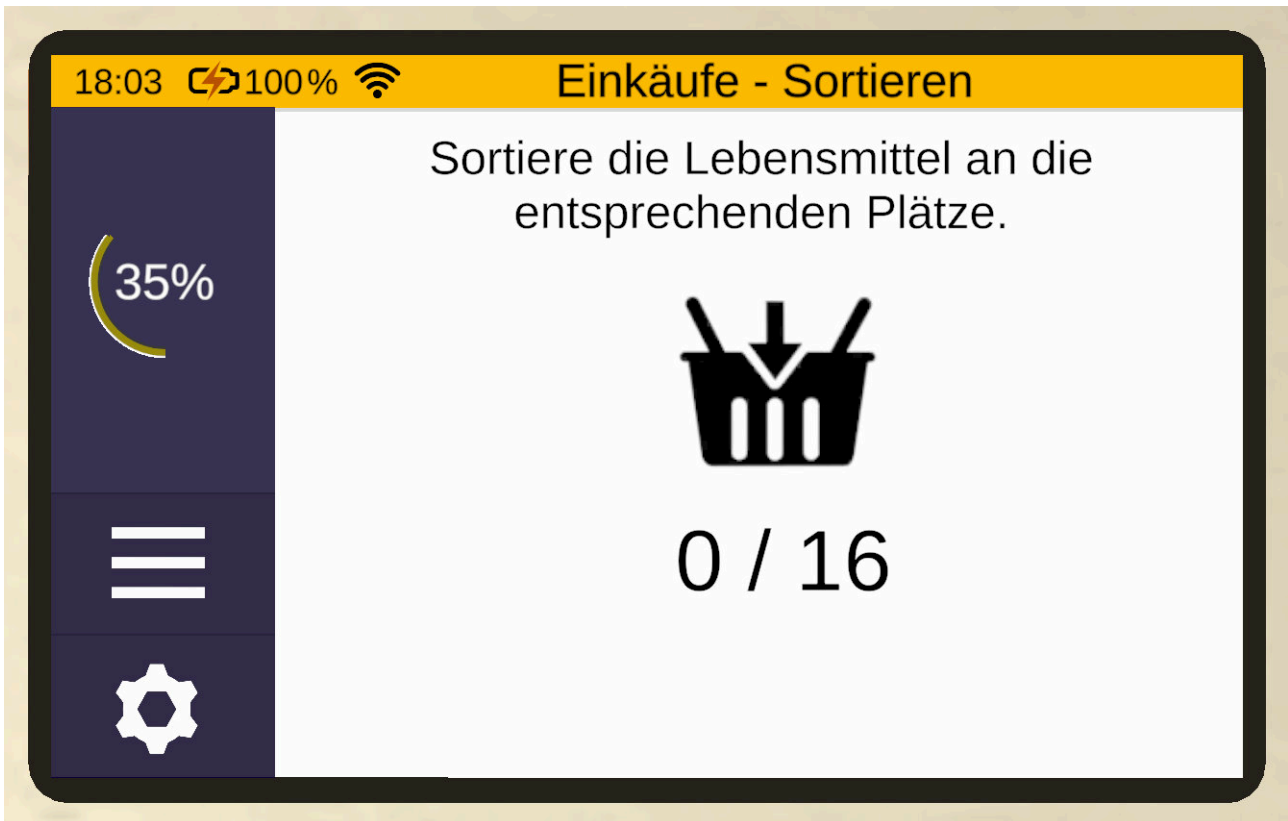 18:03 100% Einkäufe - Sortieren
Sortiere die Lebensmittel an die
entsprechenden Plätze.
35%
0 / 16